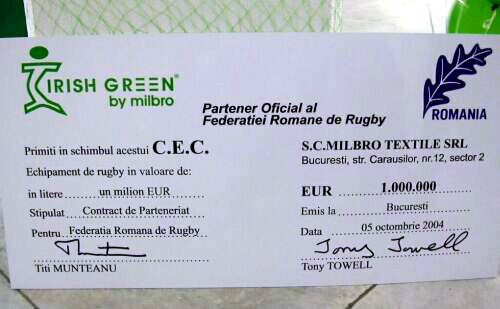 IRISH GREEN®
by milbro
ROMANIA
Partener Oficial al
Federatiei Romane de Rugby
Primiti in schimbul acestui C.E.C.
Echipament de rugby in valoare de:
in litere un milion EUR
Stipulat Contract de Parteneriat
Pentru Federatia Romana de Rugby
Titi MUNTEANU
S.C.MILBRO TEXTILE SRL
Bucuresti, str. Carausilor, nr.12, sector 2
EUR 1.000.000
Emis la Bucuresti
Data 05 octombrie 2004
Tony Towell
Tony TOWELL